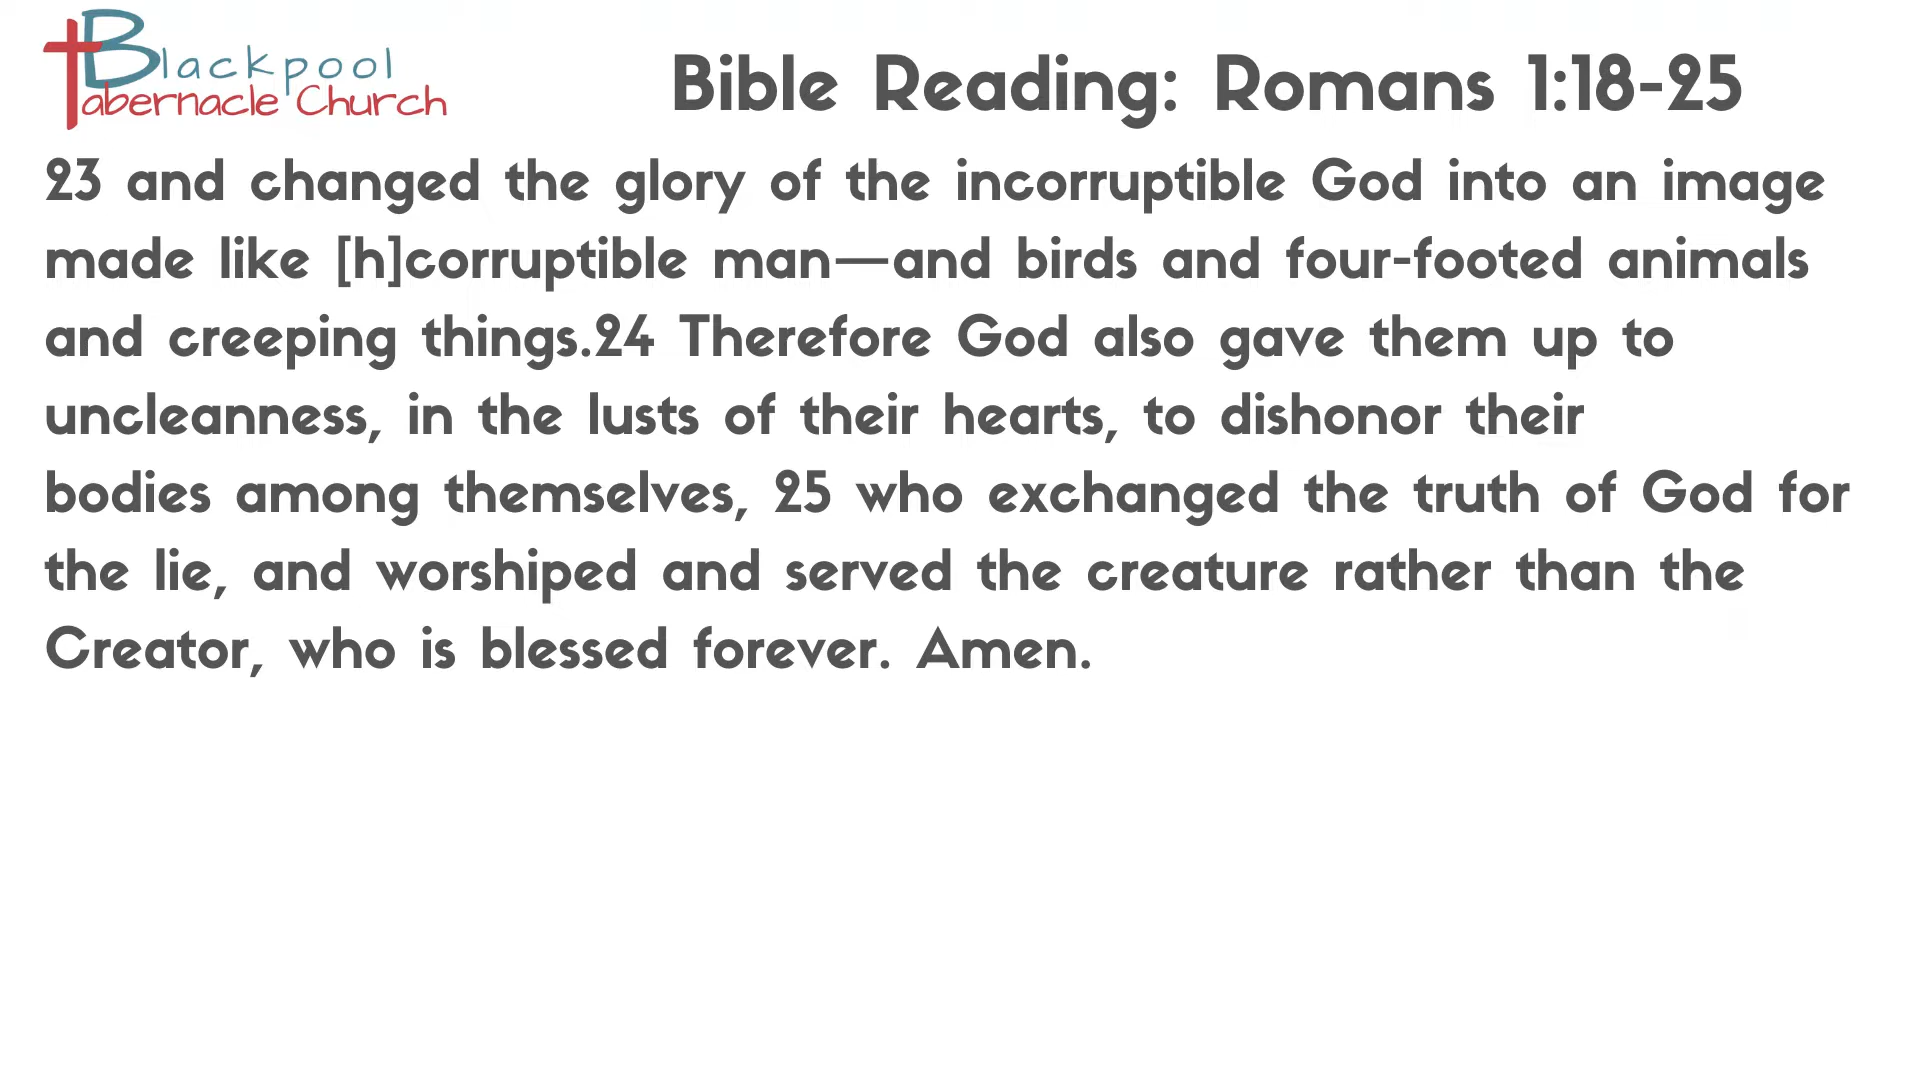 Blackpool
Tabernacle Church
Bible Reading: Romans 1:18-25
23 and changed the glory of the incorruptible God into an image
made like [h]corruptible man—and birds and four-footed animals
and creeping things.24 Therefore God also gave them up to
uncleanness, in the lusts of their hearts, to dishonor their
bodies among themselves, 25 who exchanged the truth of God for
the lie, and worshiped and served the creature rather than the
Creator, who is blessed forever. Amen.